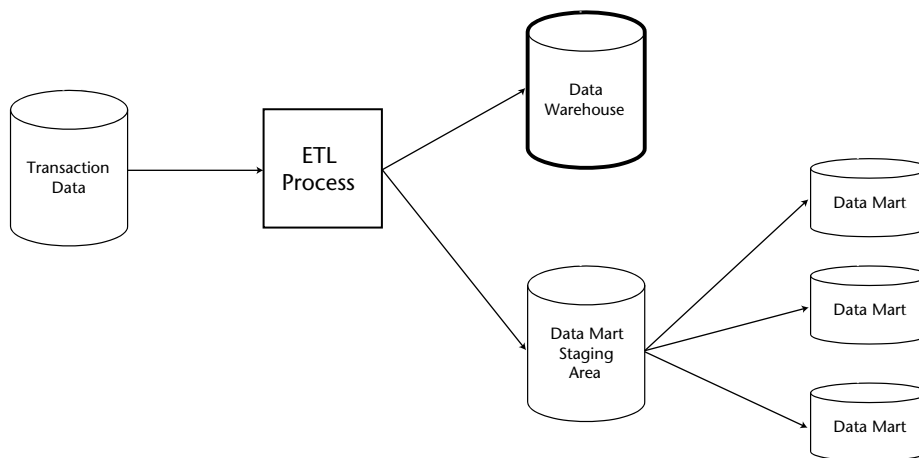 Transaction
Data
ETL
Process
Data
Warehouse
Data Mart
Staging
Area
Data Mart
Data Mart
Data Mart